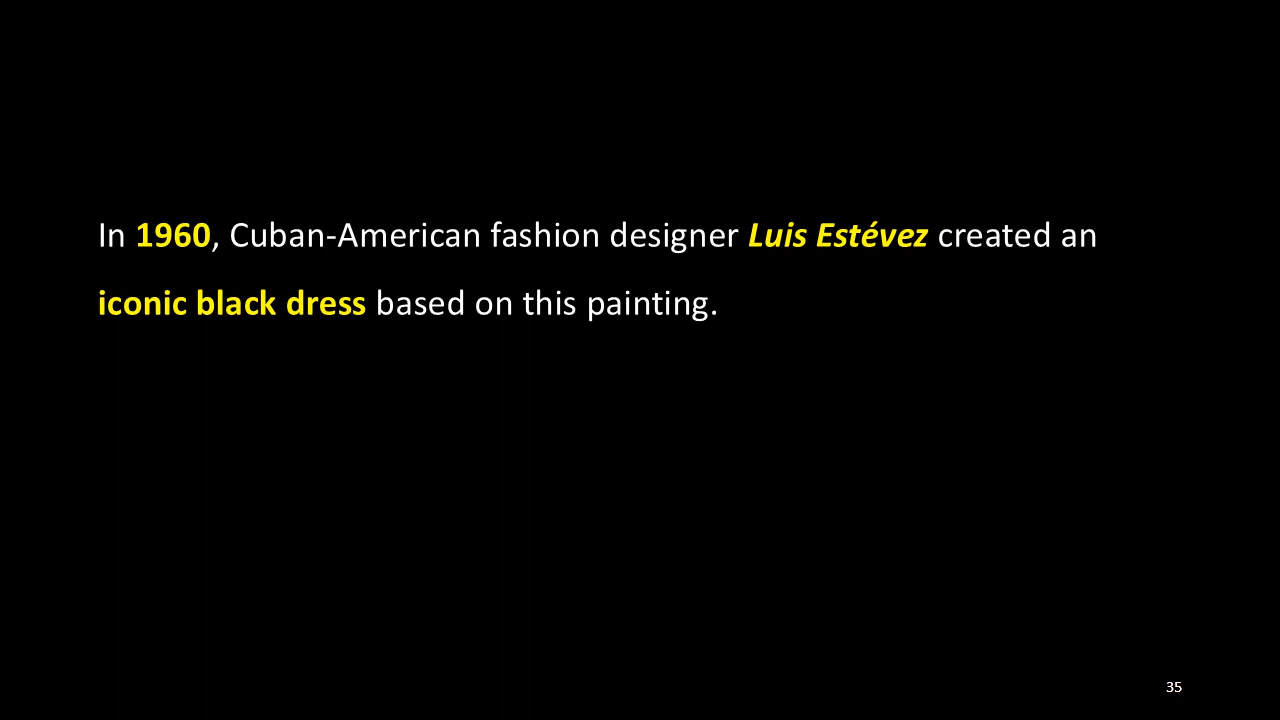 In 1960, Cuban-American fashion designer Luis Estévez created an
iconic black dress based on this painting.
35